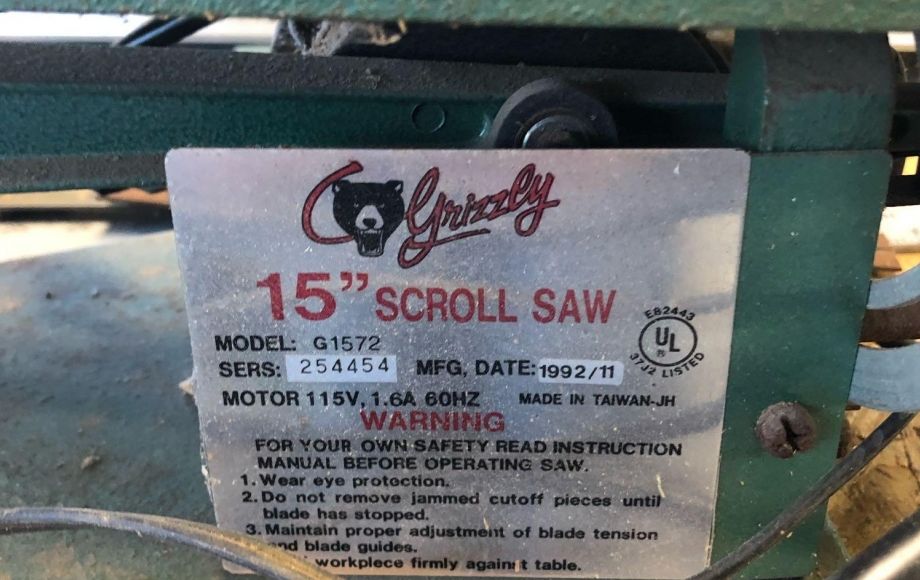 Grizzly
15" SCROLL SAW
MODEL: G1572
SERS: 254454 MFG, DATE: 1992/11
MOTOR 115V, 1.6A 60HZ MADE IN TAIWAN-JH
E82443
UL
37J2 LISTED
WARNING
FOR YOUR OWN SAFETY READ INSTRUCTION
MANUAL BEFORE OPERATING SAW.
1. Wear eye protection.
2. Do not remove jammed cutoff pieces until
blade has stopped.
3. Maintain proper adjustment of blade tension
and blade guides.
workpiece firmly against table.